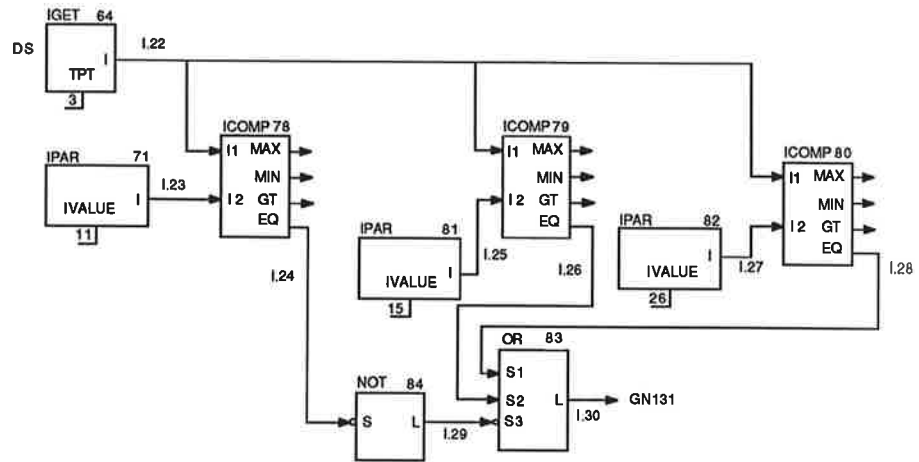 IGET 64
DS
I
TPT
3
I.22
IPAR 71
I
IVALUE
11
I.23
ICOMP 78
I1 MAX
MIN
I2 GT
EQ
I.24
ICOMP 79
I1 MAX
MIN
I2 GT
EQ
IPAR 81
I
IVALUE
15
I.25
I.26
ICOMP 80
I1 MAX
MIN
I2 GT
EQ
IPAR 82
I
IVALUE
26
I.27
I.28
NOT 84
S L
I.29
OR 83
S1
S2 L
S3
I.30
GN131